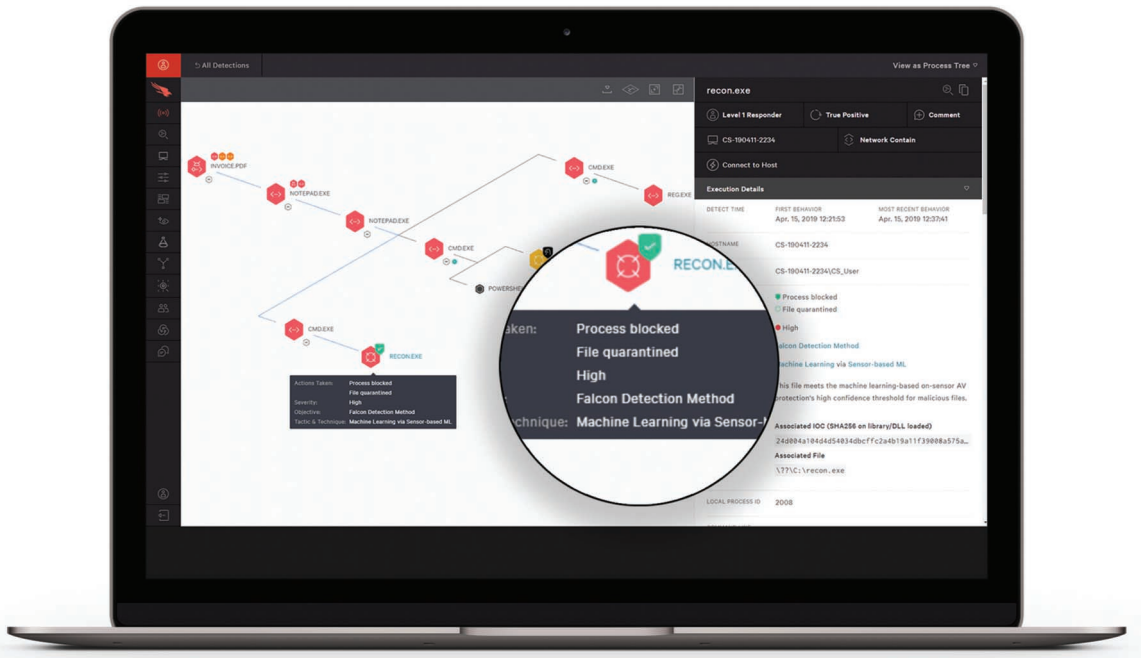 All Detections
View as Process Tree
recon.exe
Level 1 Responder
True Positive
Comment
CS-190411-2234
Network Contain
Connect to Host
Execution Details
DETECT TIME
FIRST BEHAVIOR
Apr. 15, 2019 12:21:53
MOST RECENT BEHAVIOR
Apr. 15, 2019 12:37:41
HOSTNAME
CS-190411-2234
CS-190411-2234\CS_User
Process blocked
File quarantined
High
Falcon Detection Method
Machine Learning via Sensor-based ML
This file meets the machine learning-based on-sensor AV
protection's high confidence threshold for malicious files.
Associated IOC (SHA256 on library/DLL loaded)
Associated File
\??\C:\recon.exe
LOCAL PROCESS ID
2008
INVOICE.PDF
NOTEPAD.EXE
NOTEPAD.EXE
CMD.EXE
POWERSHE
CMD.EXE
REG.EXE
CMD.EXE
RECON.EXE
Actions Taken: Process blocked
File quarantined
Severity: High
Objective: Falcon Detection Method
Tactic & Technique: Machine Learning via Sensor-based ML
RECON.E
aken: Process blocked
File quarantined
High
Falcon Detection Method
chnique: Machine Learning via Sensor-